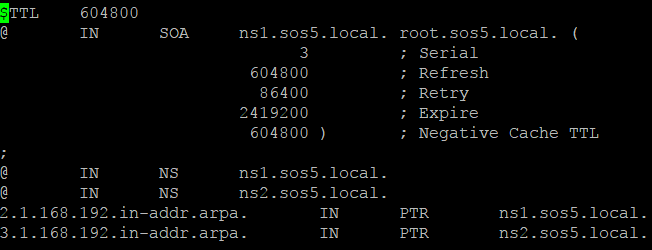 $TTL    604800
@       IN      SOA     ns1.sos5.local. root.sos5.local. (
                              3         ; Serial
                         604800         ; Refresh
                          86400         ; Retry
                        2419200         ; Expire
                         604800 )       ; Negative Cache TTL
;
@       IN      NS      ns1.sos5.local.
@       IN      NS      ns2.sos5.local.
2.1.168.192.in-addr.arpa.       IN      PTR     ns1.sos5.local.
3.1.168.192.in-addr.arpa.       IN      PTR     ns2.sos5.local.